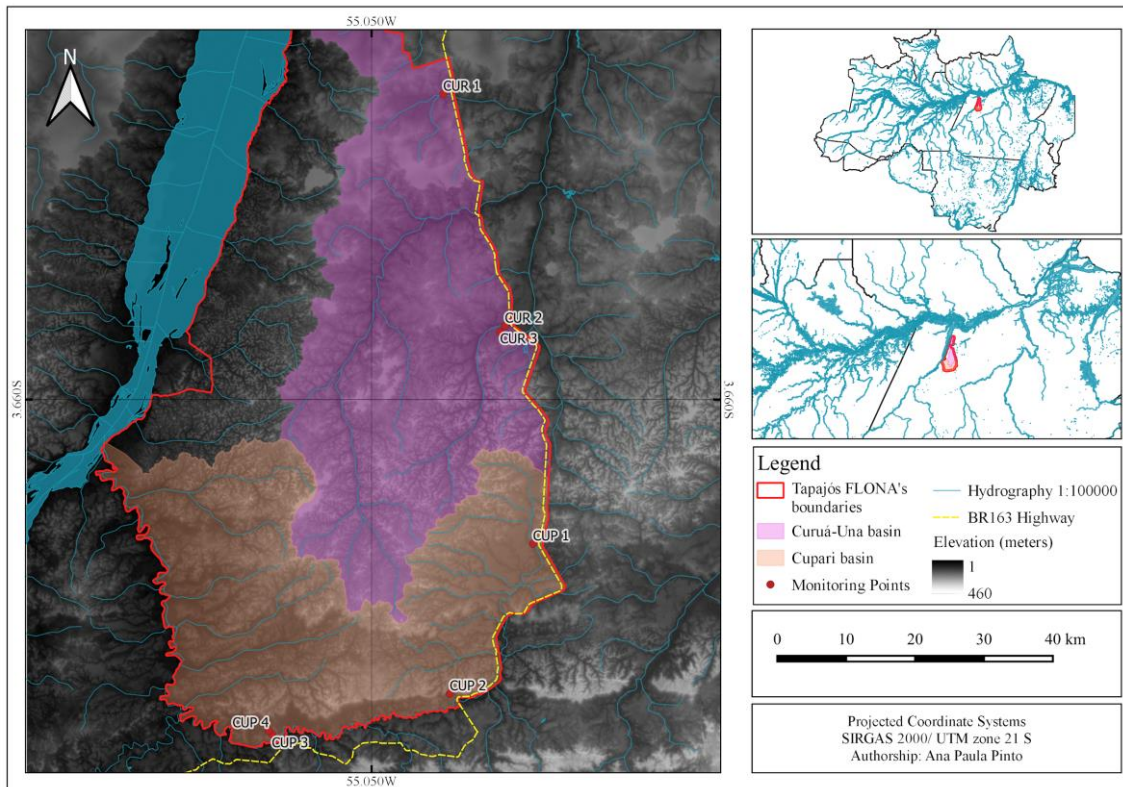 55.050W
N
CUR 1
CUR 2
CUR 3
3.660S
3.660S
CUP 1
CUP 2
CUP 4
CUP 3
55.050W
Legend
Tapajós FLONA's
boundaries
Curuá-Una basin
Cupari basin
Monitoring Points
Hydrography 1:100000
BR163 Highway
Elevation (meters)
1
460
0 10 20 30 40 km
Projected Coordinate Systems
SIRGAS 2000/ UTM zone 21 S
Authorship: Ana Paula Pinto